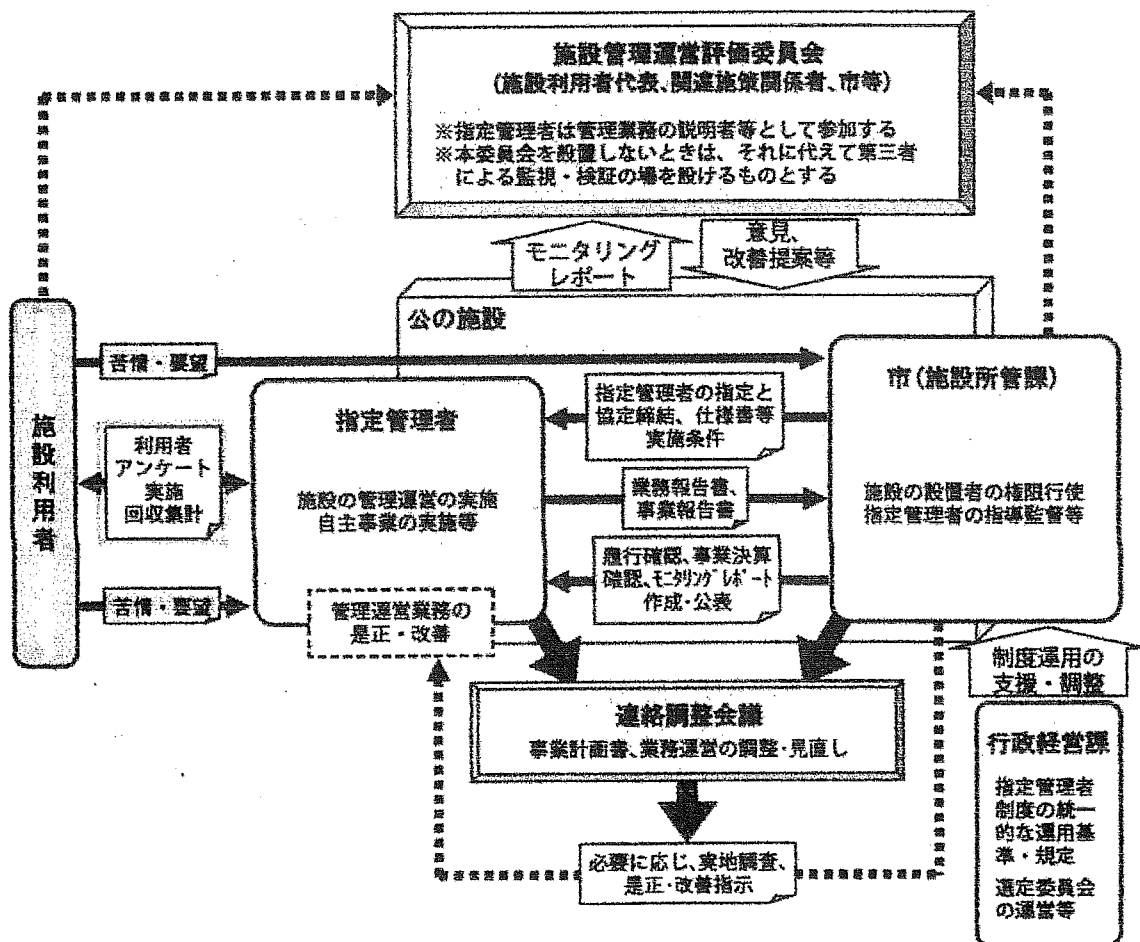 施設管理運営評価委員会
(施設利用者代表、関連施策関係者、市等)
※指定管理者は管理業務の説明者等として参加する
※本委員会を設置しないときは、それに代えて第三者
による監視・検証の場を設けるものとする
モニタリング
レポート
意見、
改善提案等
公の施設
施設利用者
苦情・要望
利用者
アンケート
実施
回収集計
苦情・要望
指定管理者
施設の管理運営の実施
自主事業の実施等
管理運営業務の
是正・改善
指定管理者の指定と
協定締結、仕様書等
実施条件
業務報告書、
事業報告書
履行確認、事業決算
確認、モニタリングレポート
作成・公表
市(施設所管課)
施設の設置者の権限行使
指定管理者の指導監督等
連絡調整会議
事業計画書、業務運営の調整・見直し
必要に応じ、実地調査、
是正・改善指示
制度運用の
支援・調整
行政経営課
指定管理者
制度の統一
的な運用基
準・規定
選定委員会
の運営等